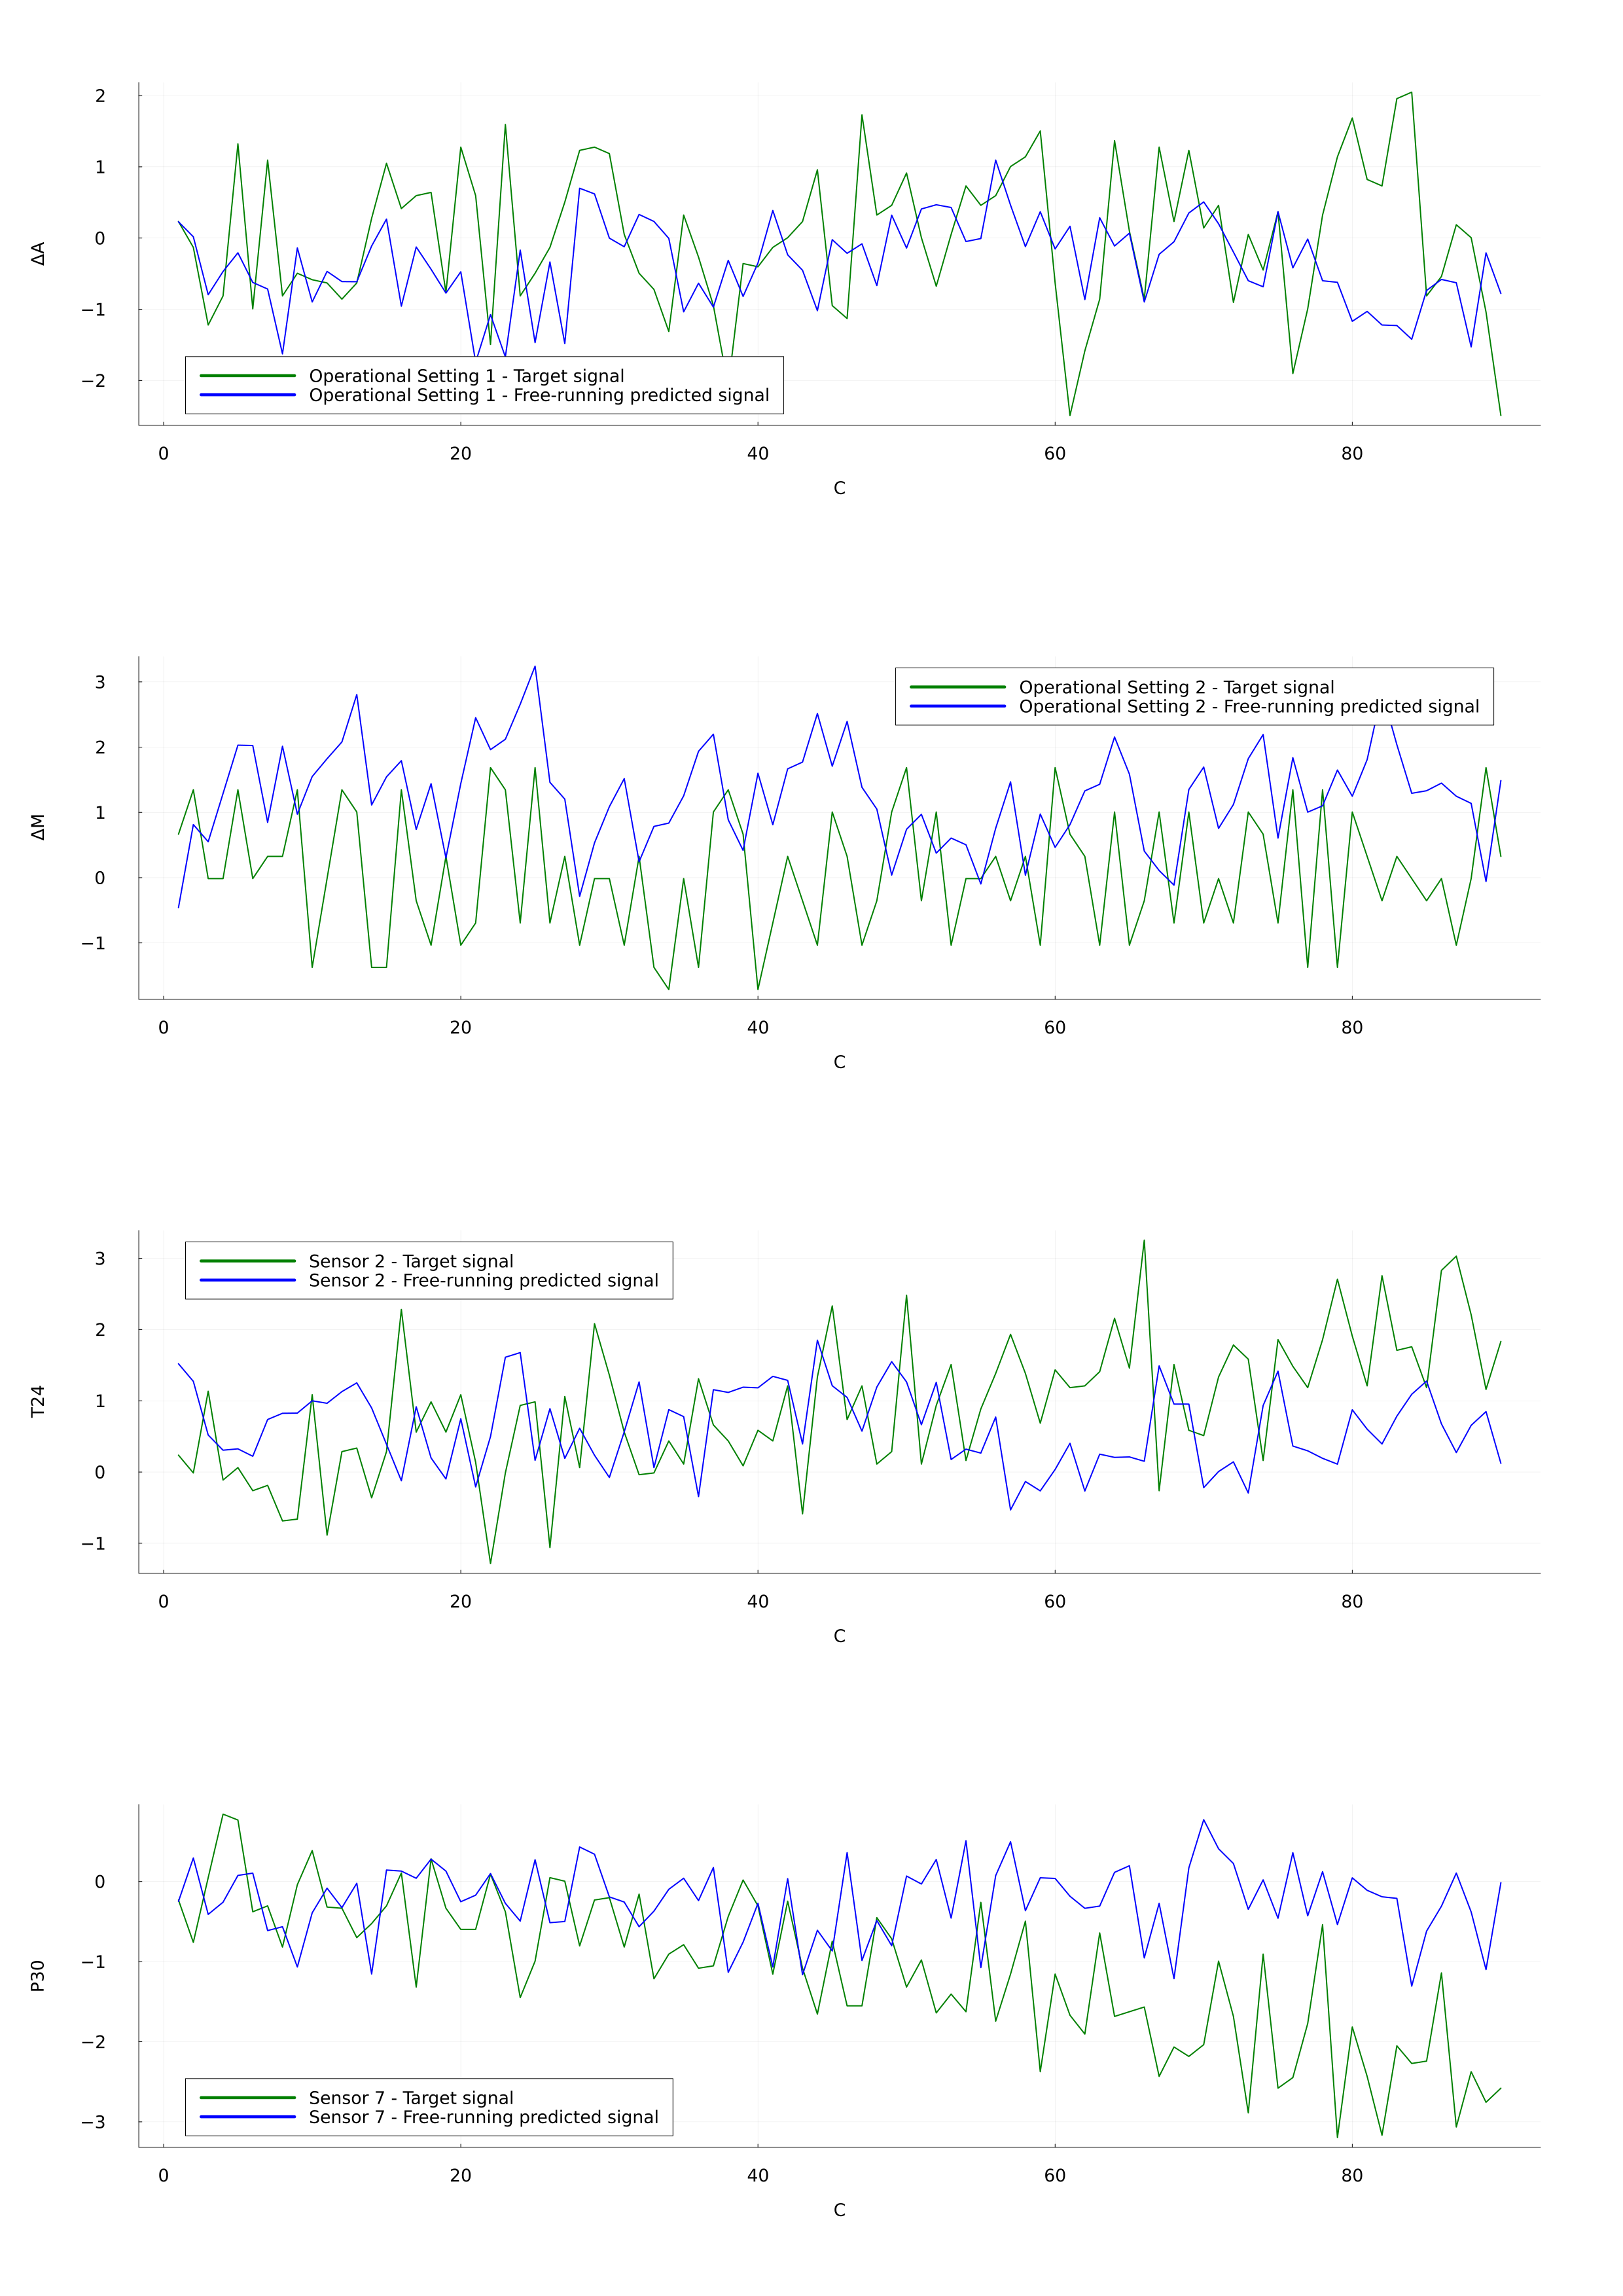 2
1
0
−1
−2
ΔA
Operational Setting 1 - Target signal
Operational Setting 1 - Free-running predicted signal
0 20 40 60 80
C
3
2
1
0
−1
ΔM
Operational Setting 2 - Target signal
Operational Setting 2 - Free-running predicted signal
0 20 40 60 80
C
3
2
1
0
−1
T24
Sensor 2 - Target signal
Sensor 2 - Free-running predicted signal
0 20 40 60 80
C
0
−1
−2
−3
P30
Sensor 7 - Target signal
Sensor 7 - Free-running predicted signal
0 20 40 60 80
C